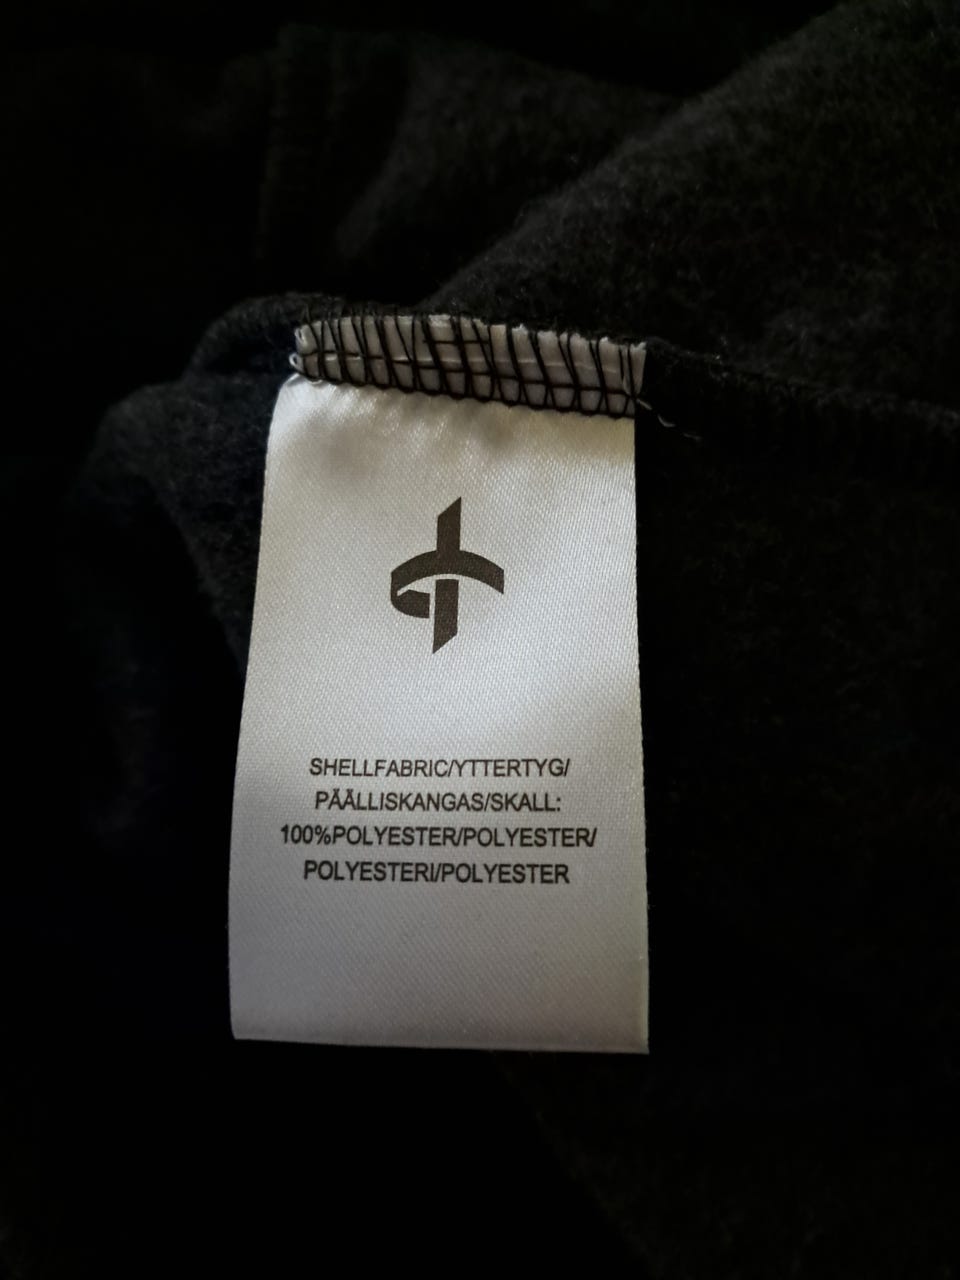 SHELLFABRIC/YTTERTYG/
PÄÄLLISKANGAS/SKALL:
100%POLYESTER/POLYESTER/
POLYESTERI/POLYESTER